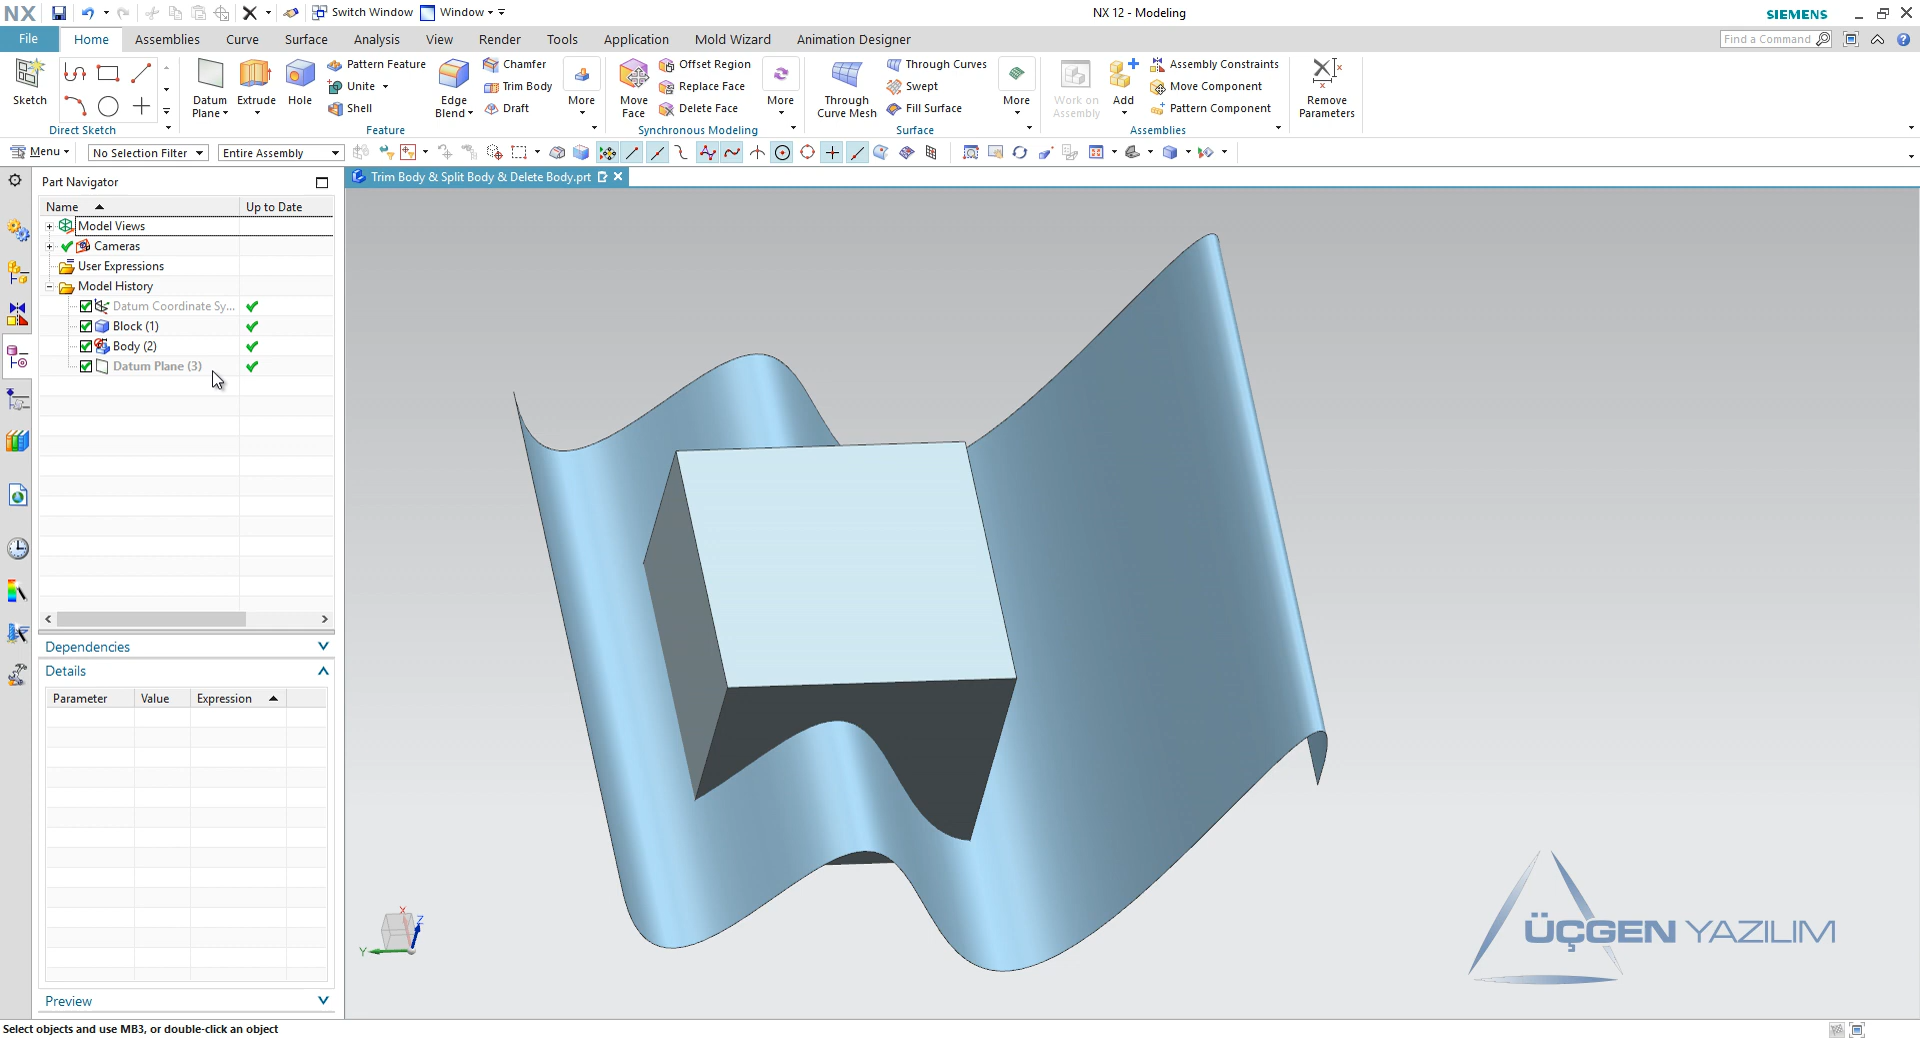 NX Switch Window Window NX 12 - Modeling SIEMENS
File Home Assemblies Curve Surface Analysis View Render Tools Application Mold Wizard Animation Designer Find a Command
Sketch
Direct Sketch
Datum Plane
Extrude
Hole
Pattern Feature
Unite
Shell
Edge Blend
Chamfer
Trim Body
Draft
More
Feature
Move Face
Offset Region
Replace Face
Delete Face
More
Synchronous Modeling
Through Curve Mesh
Through Curves
Swept
Fill Surface
More
Surface
Work on Assembly
Add
Assembly Constraints
Move Component
Pattern Component
Assemblies
Remove Parameters
Menu No Selection Filter Entire Assembly
Part Navigator
Trim Body & Split Body & Delete Body.prt
Name Up to Date
Model Views
Cameras
User Expressions
Model History
Datum Coordinate Sy...
Block (1)
Body (2)
Datum Plane (3)
Dependencies
Details
Parameter Value Expression
Preview
X
Z
Y
ÜÇGEN YAZILIM
Select objects and use MB3, or double-click an object